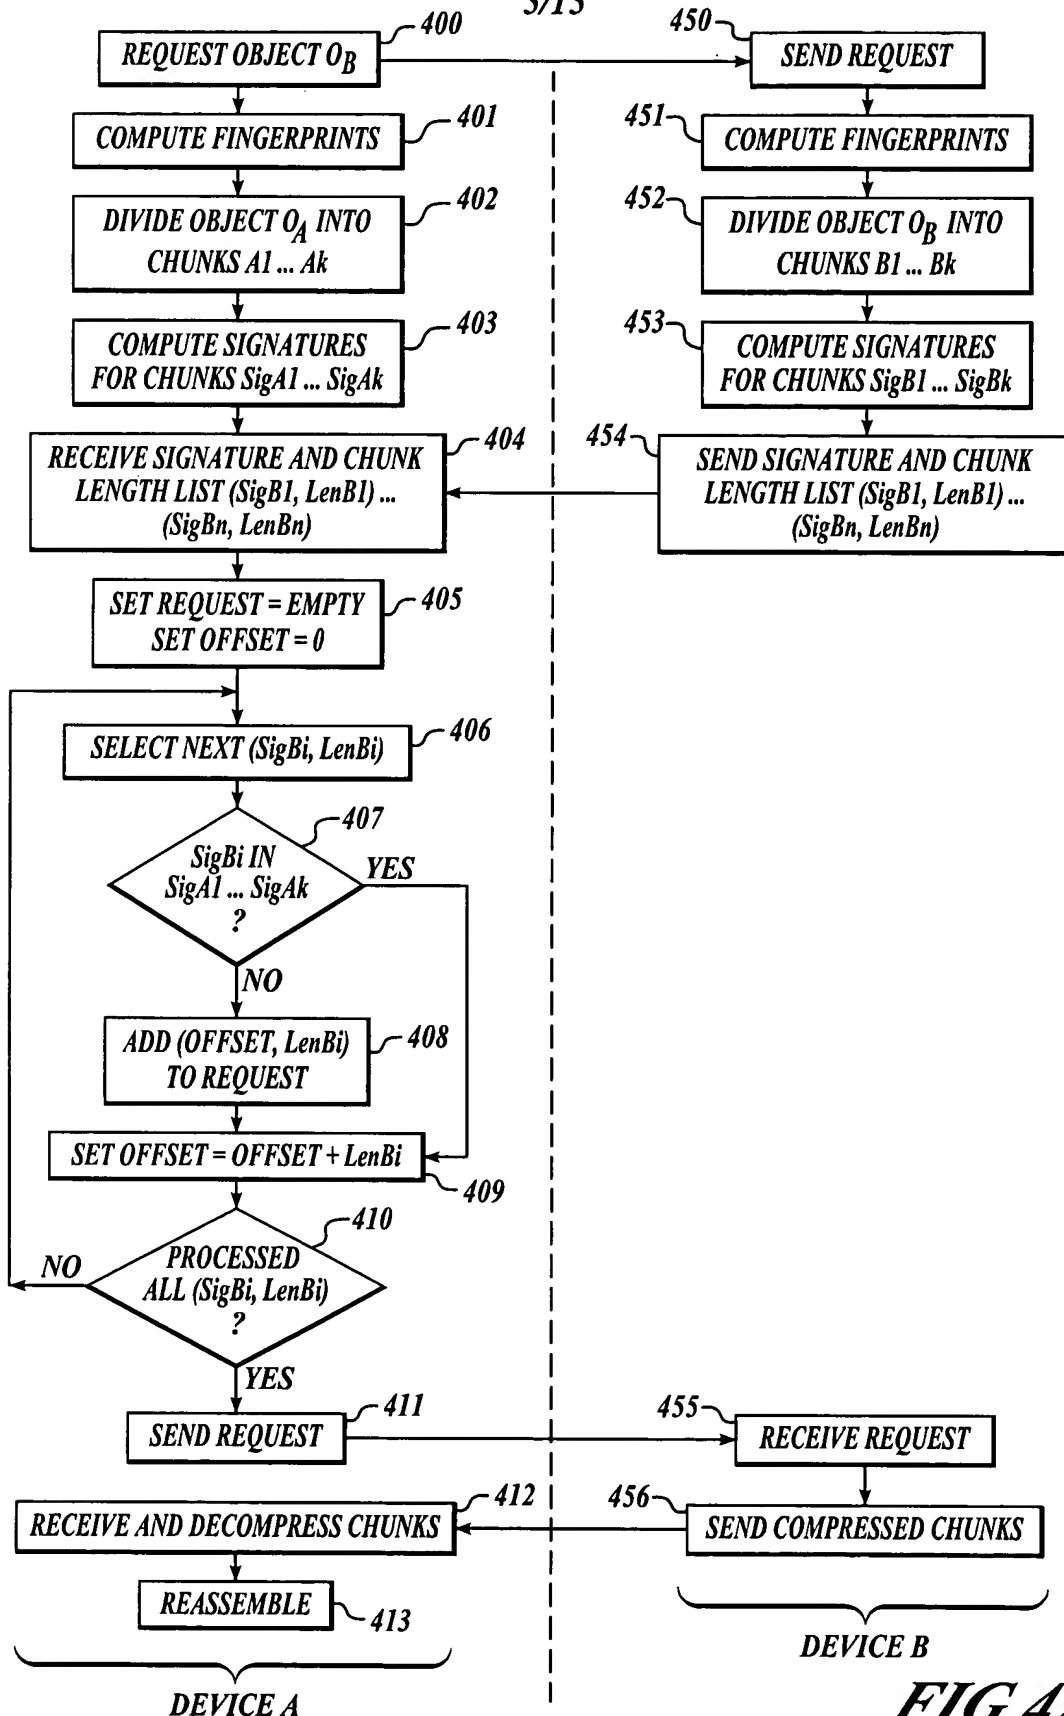 5/15
400
REQUEST OBJECT OB
401
COMPUTE FINGERPRINTS
402
DIVIDE OBJECT OA INTO
CHUNKS A1 ... Ak
403
COMPUTE SIGNATURES
FOR CHUNKS SigA1 ... SigAk
404
RECEIVE SIGNATURE AND CHUNK
LENGTH LIST (SigB1, LenB1) ...
(SigBn, LenBn)
405
SET REQUEST = EMPTY
SET OFFSET = 0
406
SELECT NEXT (SigBi, LenBi)
407
SigBi IN
SigA1 ... SigAk
?
YES
NO
408
ADD (OFFSET, LenBi)
TO REQUEST
SET OFFSET = OFFSET + LenBi
409
410
PROCESSED
ALL (SigBi, LenBi)
?
NO
YES
411
SEND REQUEST
412
RECEIVE AND DECOMPRESS CHUNKS
REASSEMBLE
413
DEVICE A
450
SEND REQUEST
451
COMPUTE FINGERPRINTS
452
DIVIDE OBJECT OB INTO
CHUNKS B1 ... Bk
453
COMPUTE SIGNATURES
FOR CHUNKS SigB1 ... SigBk
454
SEND SIGNATURE AND CHUNK
LENGTH LIST (SigB1, LenB1) ...
(SigBn, LenBn)
455
RECEIVE REQUEST
456
SEND COMPRESSED CHUNKS
DEVICE B
FIG.4.